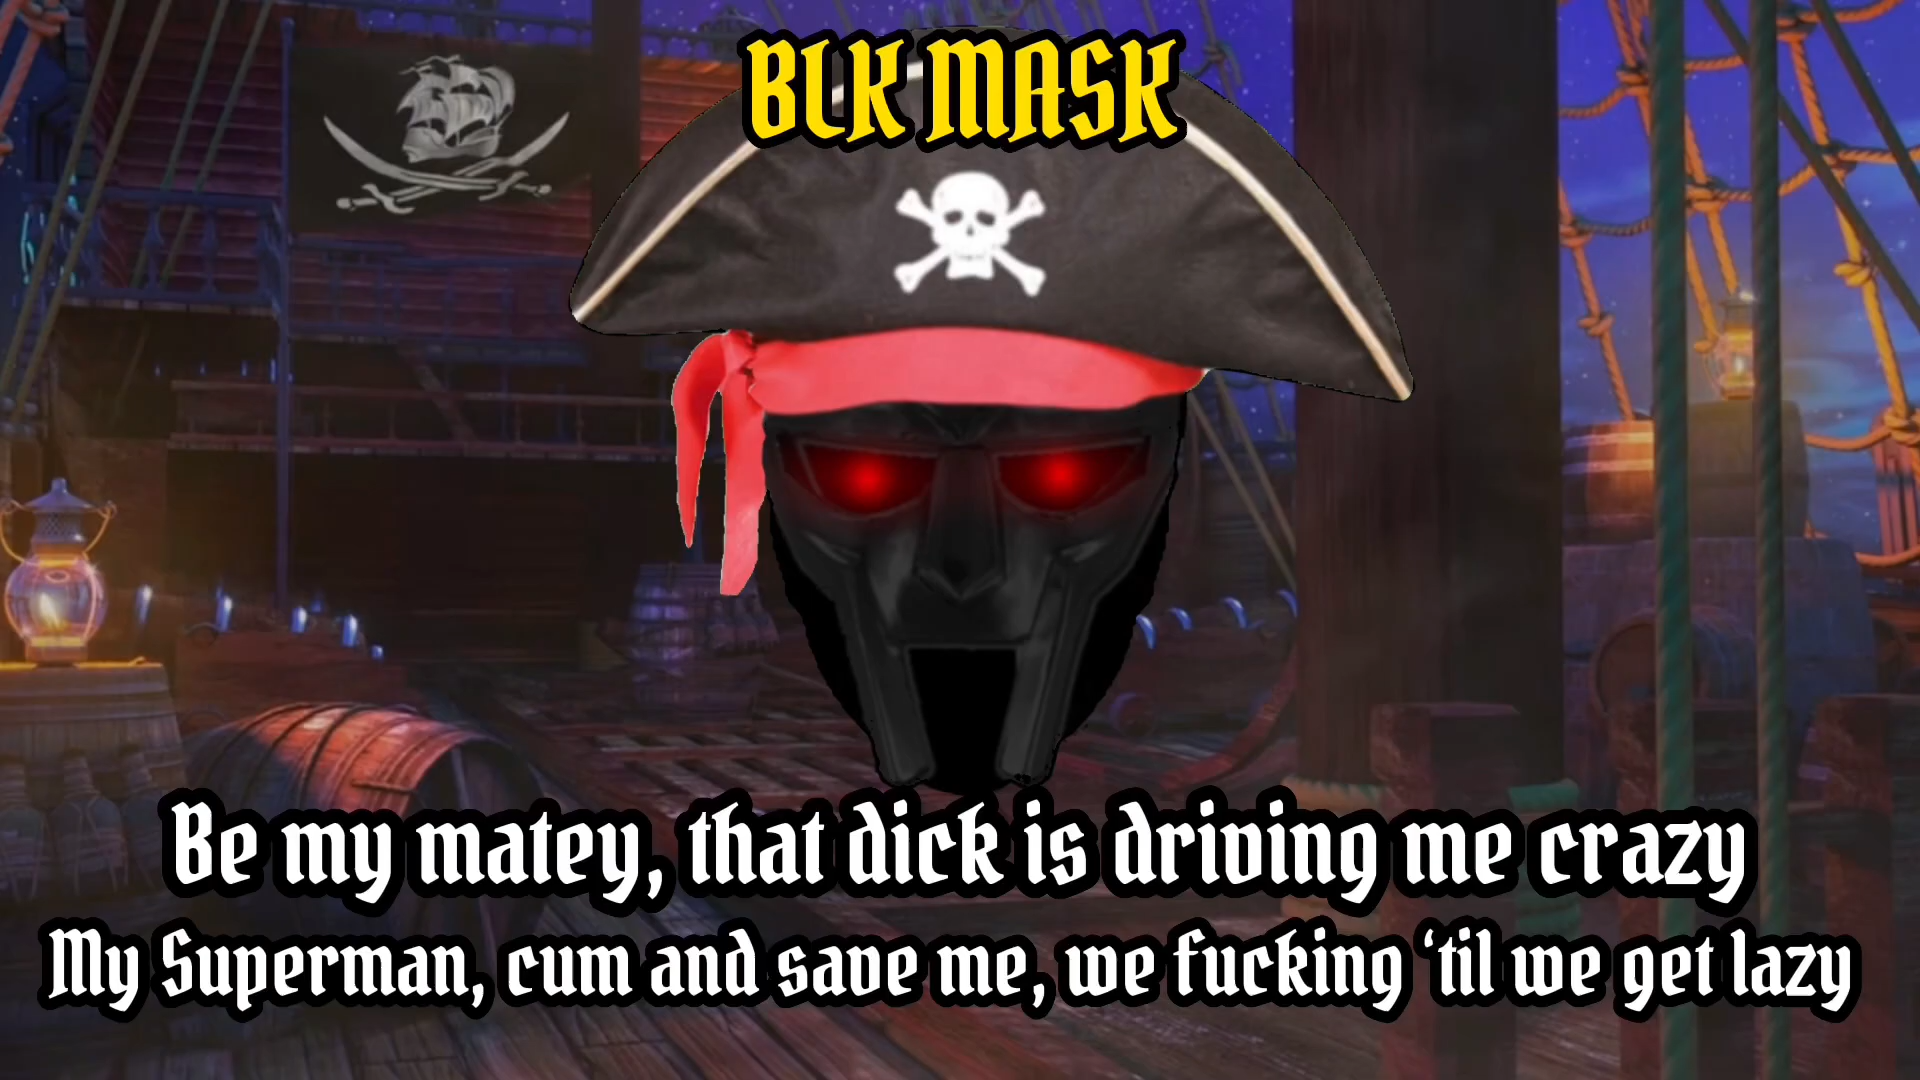 BLK MASK
Be my matey, that dick is driving me crazy
My Superman, cum and save me, we fucking ‘til we get lazy